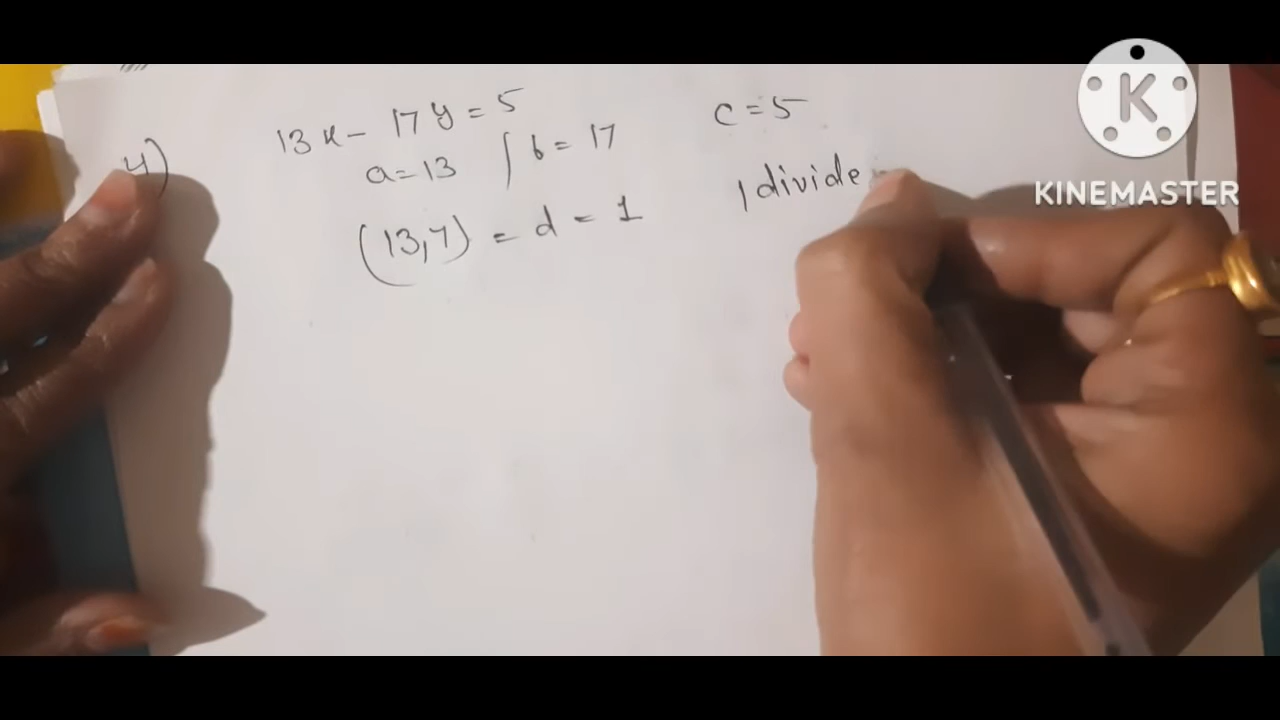 4) 13x - 17y = 5
c = 5
a = 13 / b = 17
1 divide
(13,7) = d = 1
K
KINEMASTER